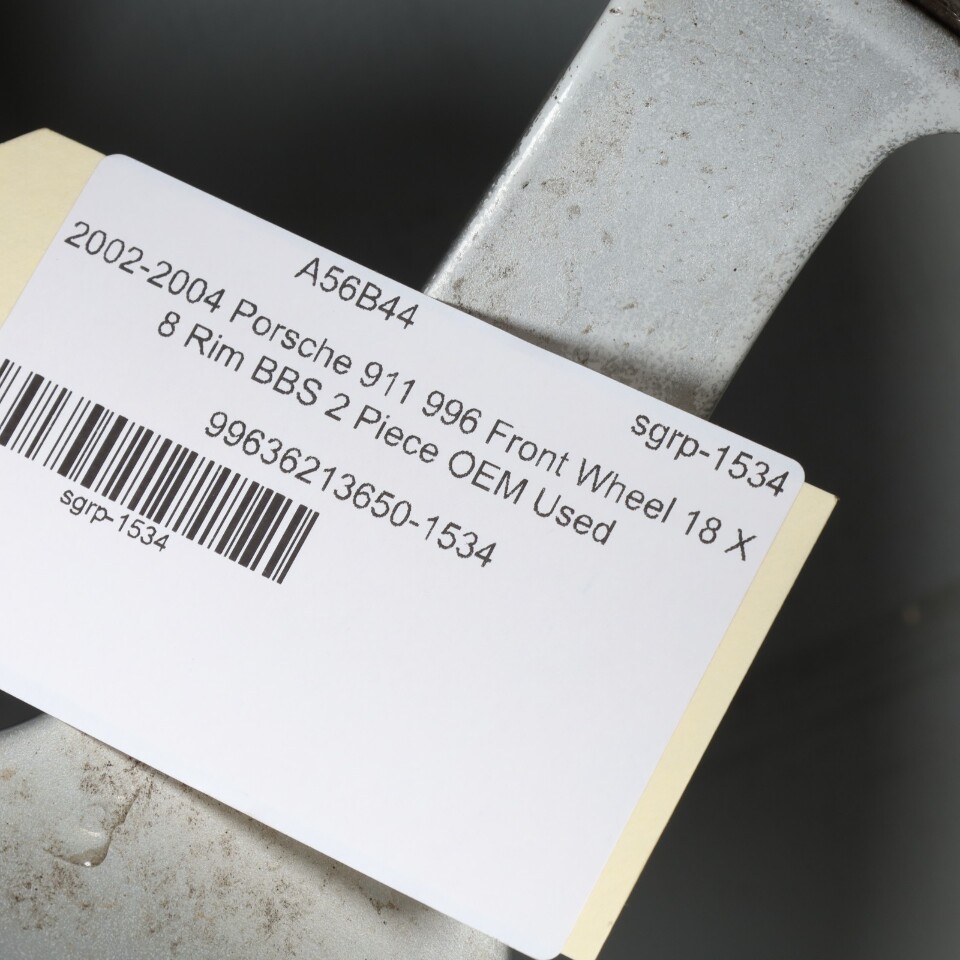 A56B44
sgrp-1534
2002-2004 Porsche 911 996 Front Wheel 18 X
8 Rim BBS 2 Piece OEM Used
99636213650-1534
sgrp-1534